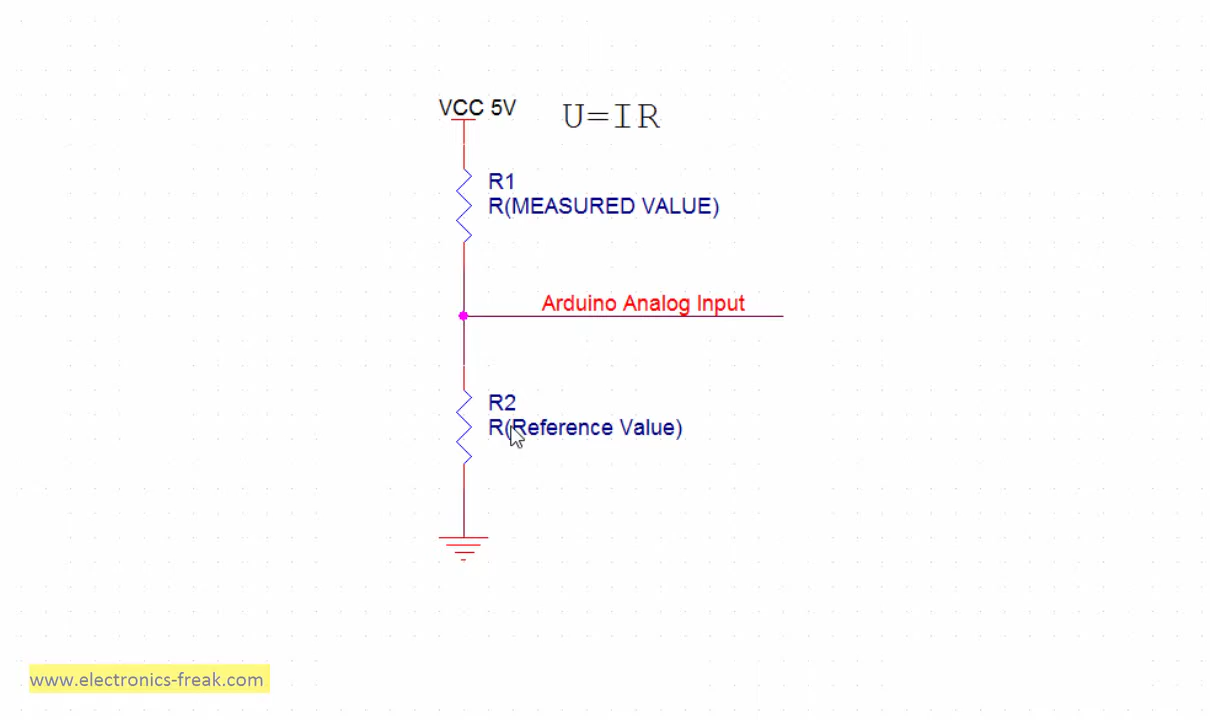 VCC 5V
U=IR
R1
R(MEASURED VALUE)
Arduino Analog Input
R2
R(Reference Value)
www.electronics-freak.com